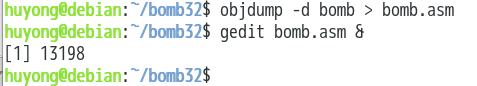 huyong@debian:~/bomb32$ objdump -d bomb > bomb.asm
huyong@debian:~/bomb32$ gedit bomb.asm &
[1] 13198
huyong@debian:~/bomb32$